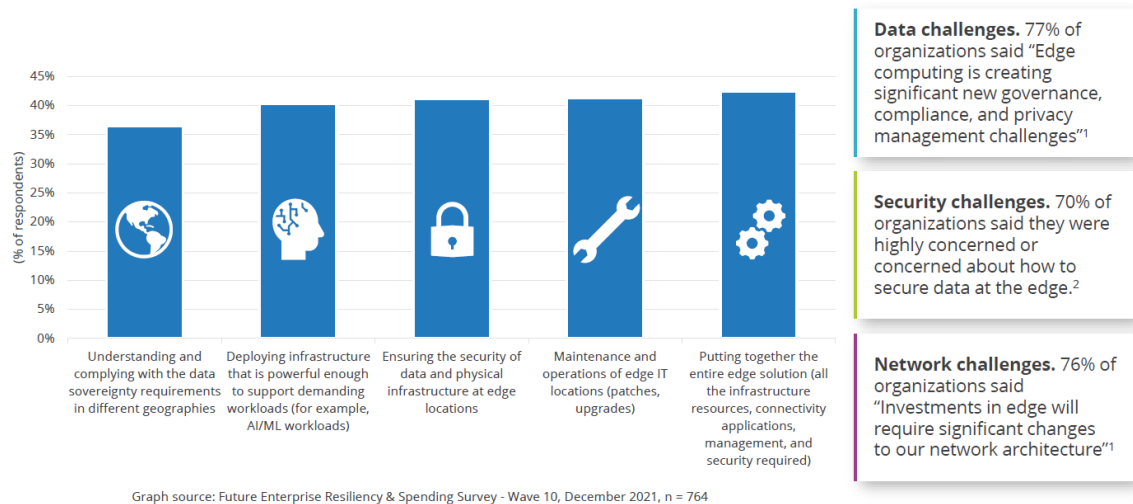 (% of respondents)
45%
40%
35%
30%
25%
20%
15%
10%
5%
0%
Understanding and
complying with the data
sovereignty requirements
in different geographies
Deploying infrastructure
that is powerful enough
to support demanding
workloads (for example,
AI/ML workloads)
Ensuring the security of
data and physical
infrastructure at edge
locations
Maintenance and
operations of edge IT
locations (patches,
upgrades)
Putting together the
entire edge solution (all
the infrastructure
resources, connectivity
applications,
management, and
security required)
Graph source: Future Enterprise Resiliency & Spending Survey - Wave 10, December 2021, n = 764
Data challenges. 77% of
organizations said “Edge
computing is creating
significant new governance,
compliance, and privacy
management challenges”¹
Security challenges. 70% of
organizations said they were
highly concerned or
concerned about how to
secure data at the edge.²
Network challenges. 76% of
organizations said
“Investments in edge will
require significant changes
to our network architecture”¹